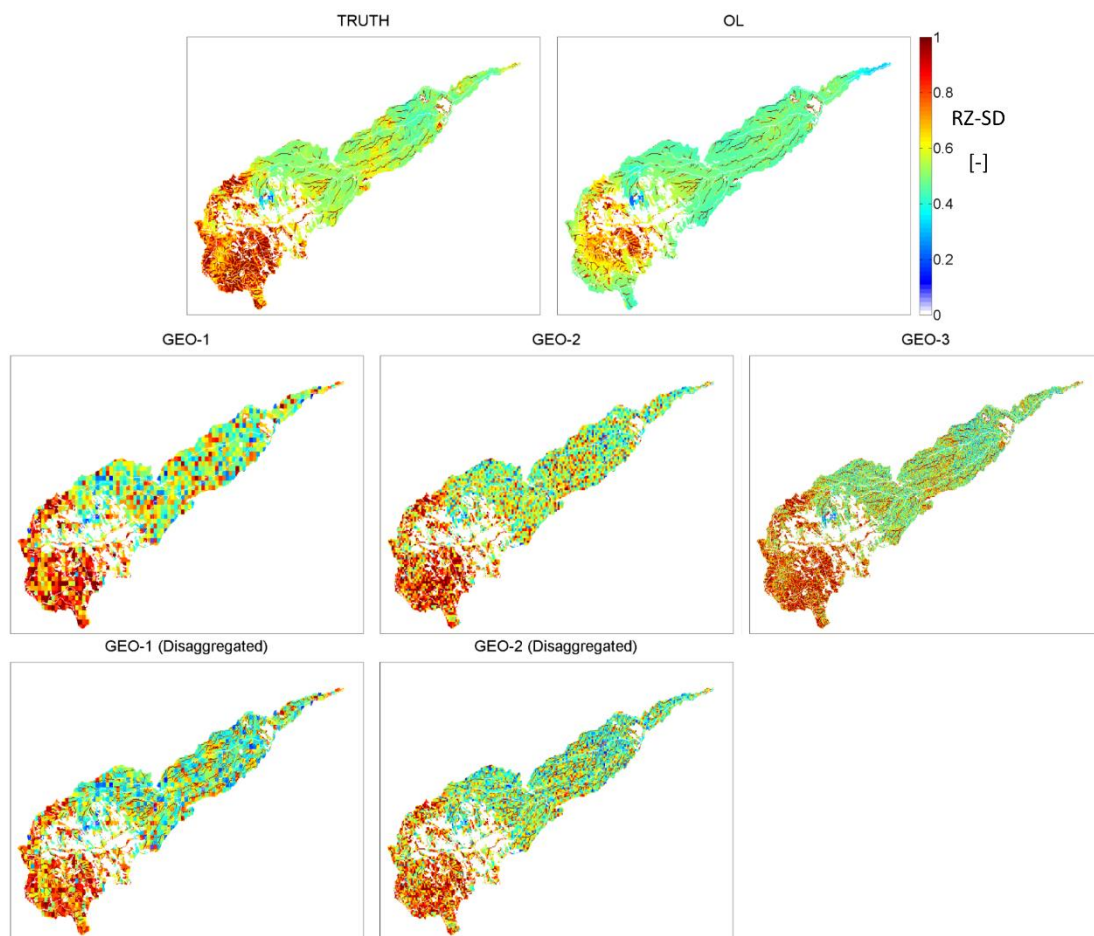 TRUTH
OL
1
0.8
0.6
0.4
0.2
0
RZ-SD
[-]
GEO-1
GEO-2
GEO-3
GEO-1 (Disaggregated)
GEO-2 (Disaggregated)